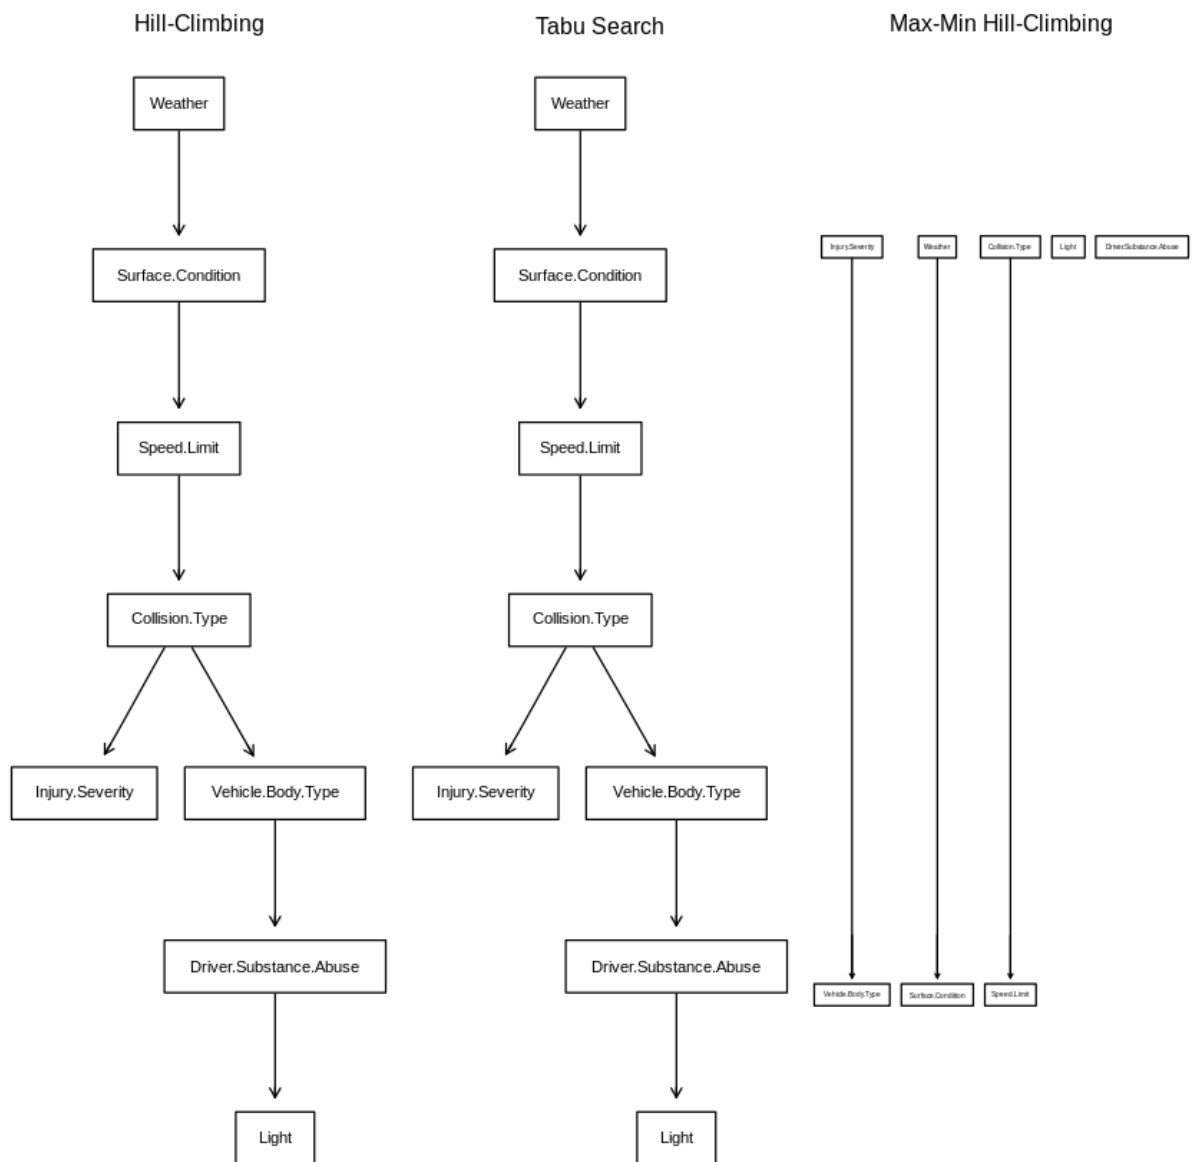 Hill-Climbing
Weather
Surface.Condition
Speed.Limit
Collision.Type
Injury.Severity
Vehicle.Body.Type
Driver.Substance.Abuse
Light
Tabu Search
Weather
Surface.Condition
Speed.Limit
Collision.Type
Injury.Severity
Vehicle.Body.Type
Driver.Substance.Abuse
Light
Max-Min Hill-Climbing
Injury.Severity
Weather
Collision.Type
Light
Driver.Substance.Abuse
Vehicle.Body.Type
Surface.Condition
Speed.Limit